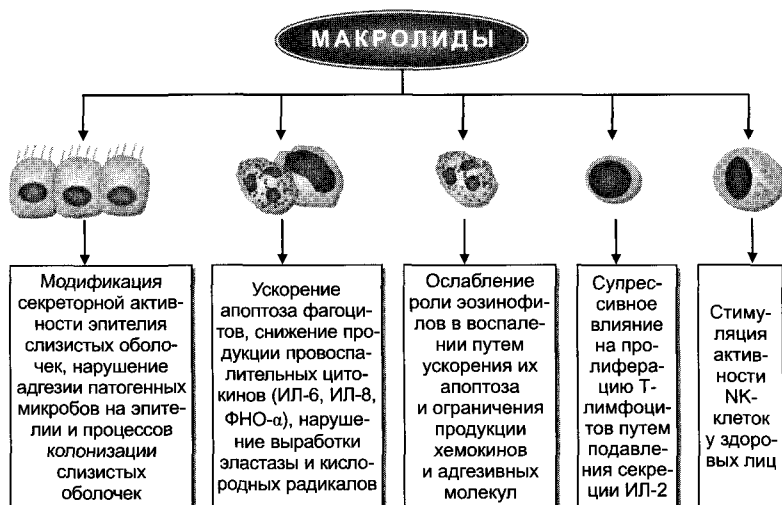 МАКРОЛИДЫ
Модификация
секреторной актив-
ности эпителия
слизистых оболо-
чек, нарушение
адгезии патогенных
микробов на эпите-
лии и процессов
колонизации
слизистых
оболочек
Ускорение
апоптоза фагоци-
тов, снижение про-
дукции провоспа-
лительных цито-
кинов (ИЛ-6, ИЛ-8,
ФНО-α), наруше-
ние выработки
эластазы и кисло-
родных радикалов
Ослабление
роли эозинофи-
лов в воспале-
нии путем
ускорения их
апоптоза
и ограничения
продукции
хемокинов
и адгезивных
молекул
Супрес-
сивное
влияние
на про-
лифера-
цию Т-
лимфоци-
тов путем
подавле-
ния секре-
ции ИЛ-2
Стиму-
ляция
актив-
ности
NK-
клеток
у здоро-
вых лиц